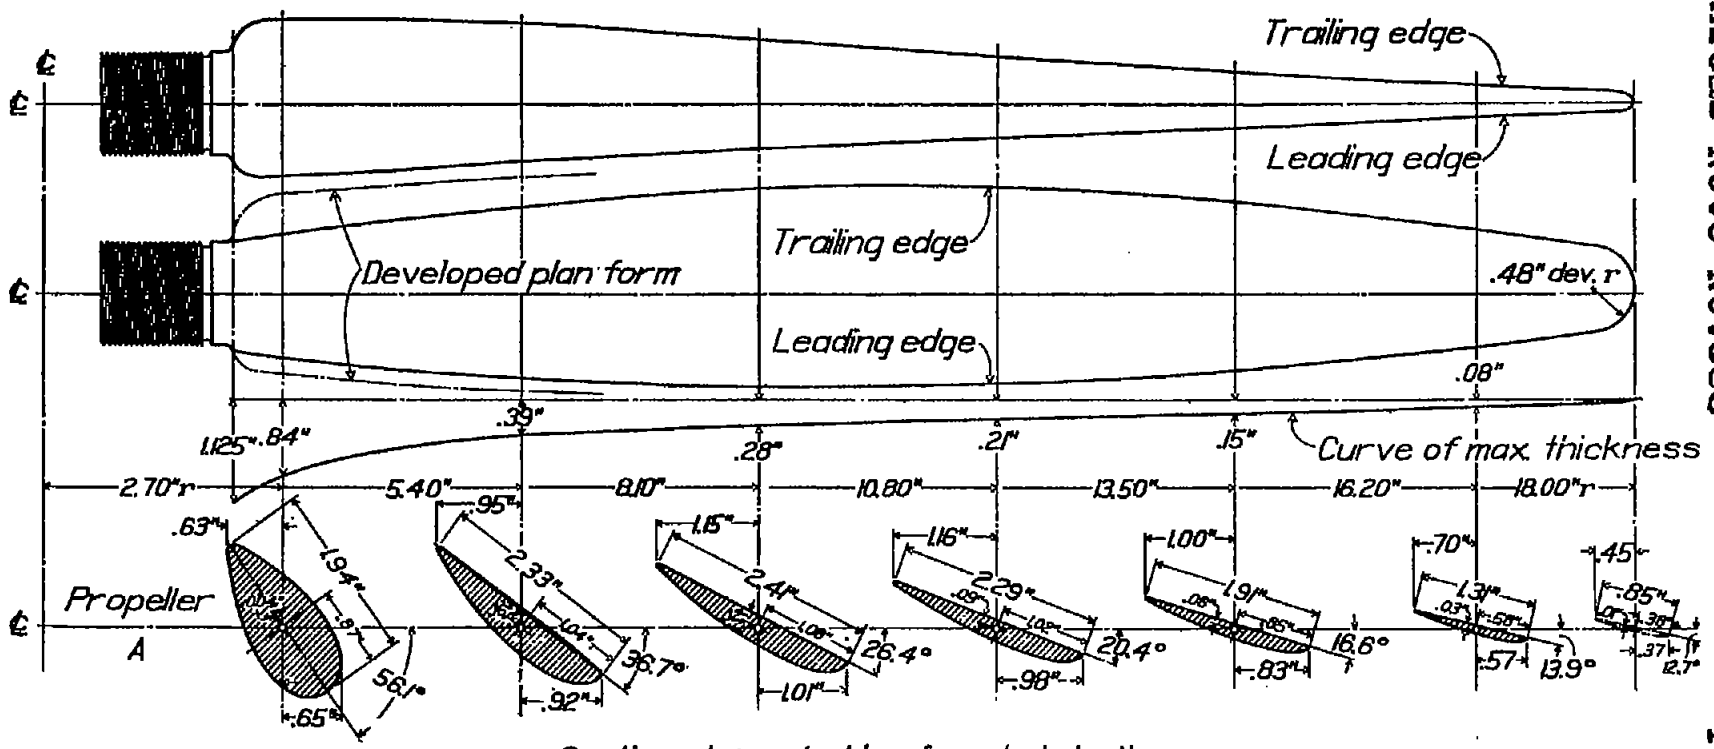 Trailing edge
Leading edge
Trailing edge
Developed plan form
.48" dev. r
Leading edge
.08"
.39"
1.125" .84"
.28"
.21"
.15"
Curve of max. thickness
2.70"r 5.40" 8.10" 10.80" 13.50" 16.20" 18.00"r
.63" .95" 1.15" 1.16" 1.00" .70" .45
1.94" 2.33" 2.41" 2.29" 1.91" 1.31" .85"
Propeller
A
.87" 1.04" 1.08" .09" 1.02" .08" .85" .03" .58" .38"
56.1° 36.7° 26.4° 20.4° 16.6° 13.9° 12.7°
.65" .92" 1.01" .98" .83" .57 .37